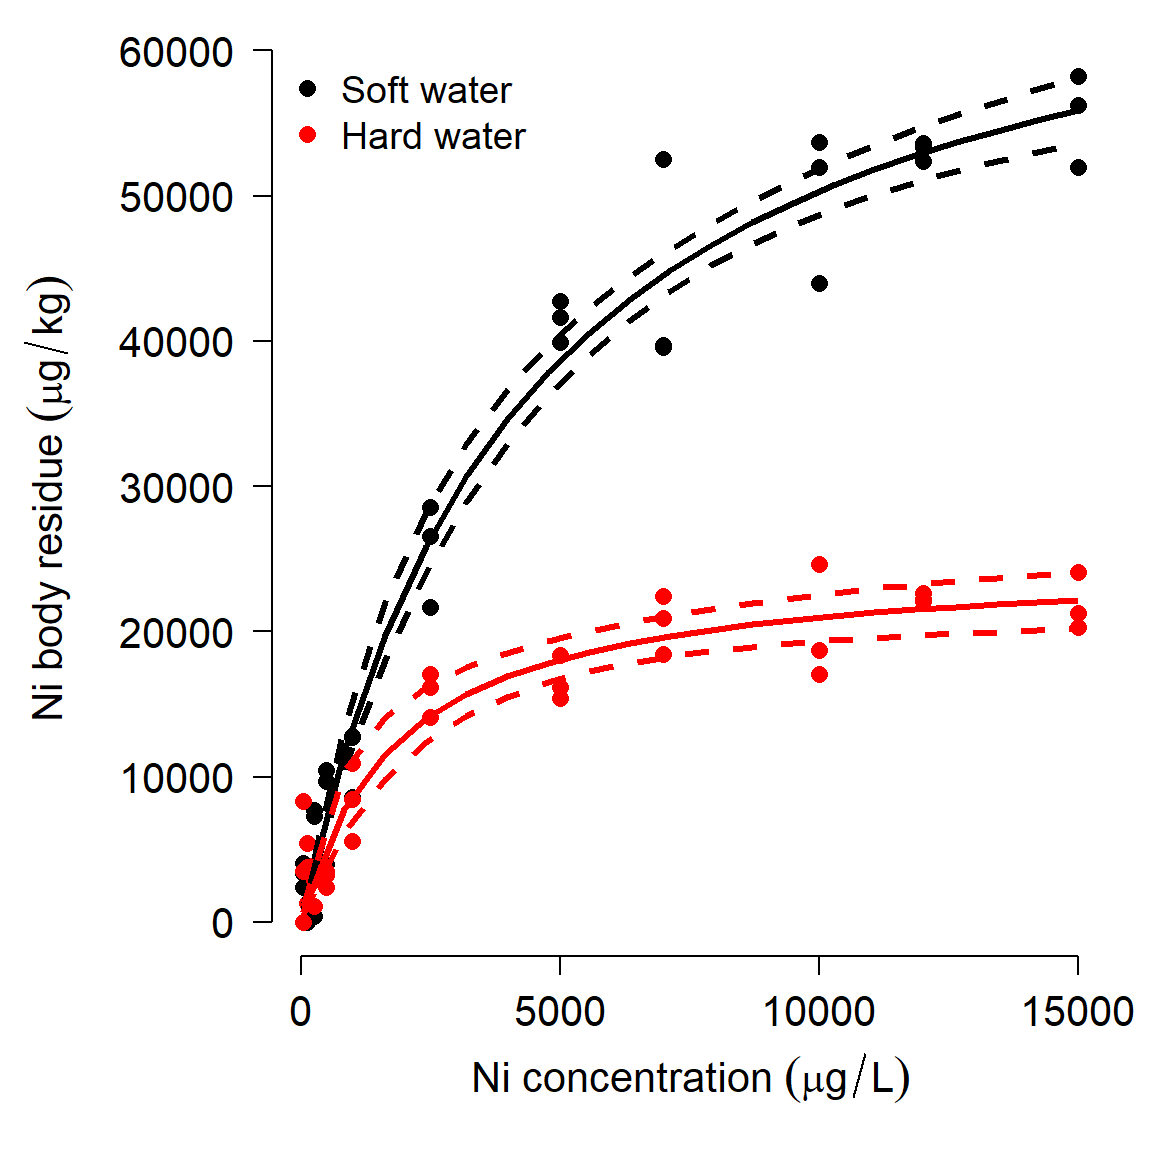 60000
50000
40000
30000
20000
10000
0
Soft water
Hard water
Ni body residue (μg/kg)
0 5000 10000 15000
Ni concentration (μg/L)